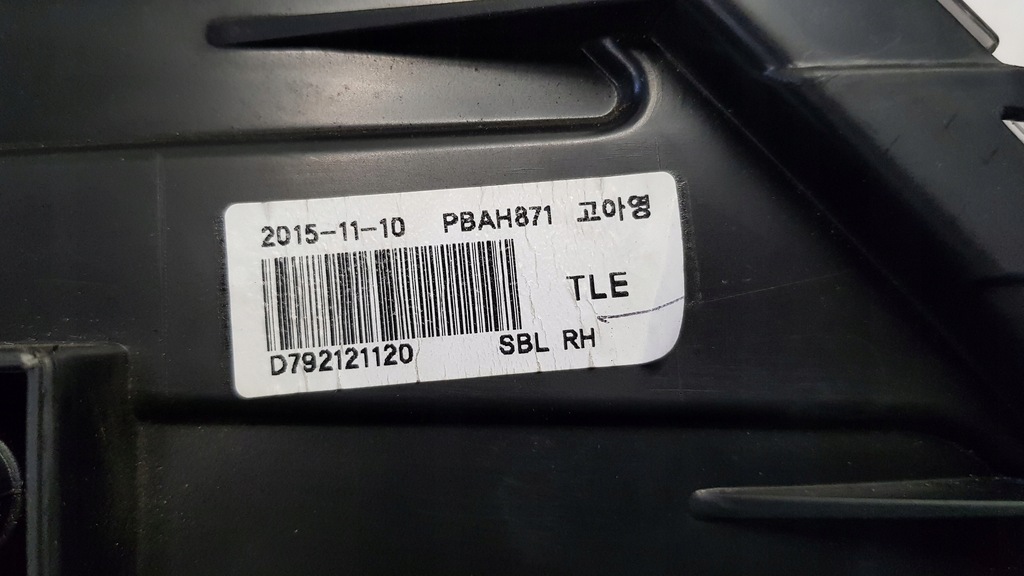 2015-11-10 PBAH871 고아영
TLE
D792121120 SBL RH